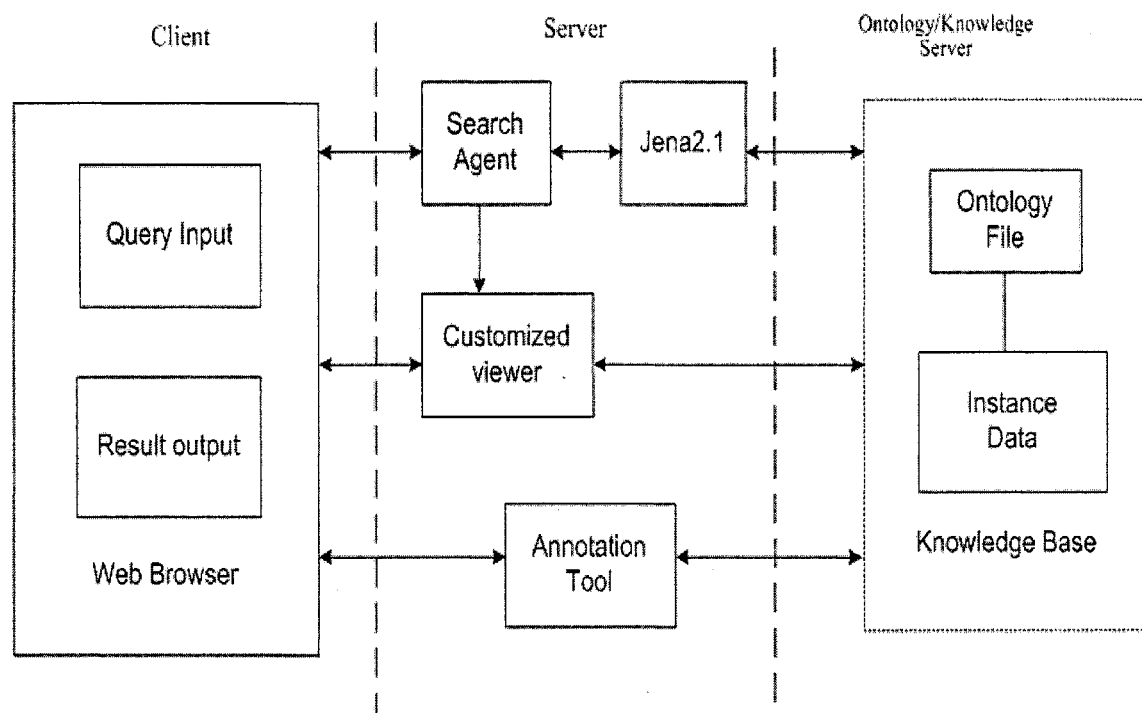 Client
Server
Ontology/Knowledge
Server
Search
Agent
Jena2.1
Query Input
Ontology
File
Customized
viewer
Instance
Data
Result output
Annotation
Tool
Web Browser
Knowledge Base